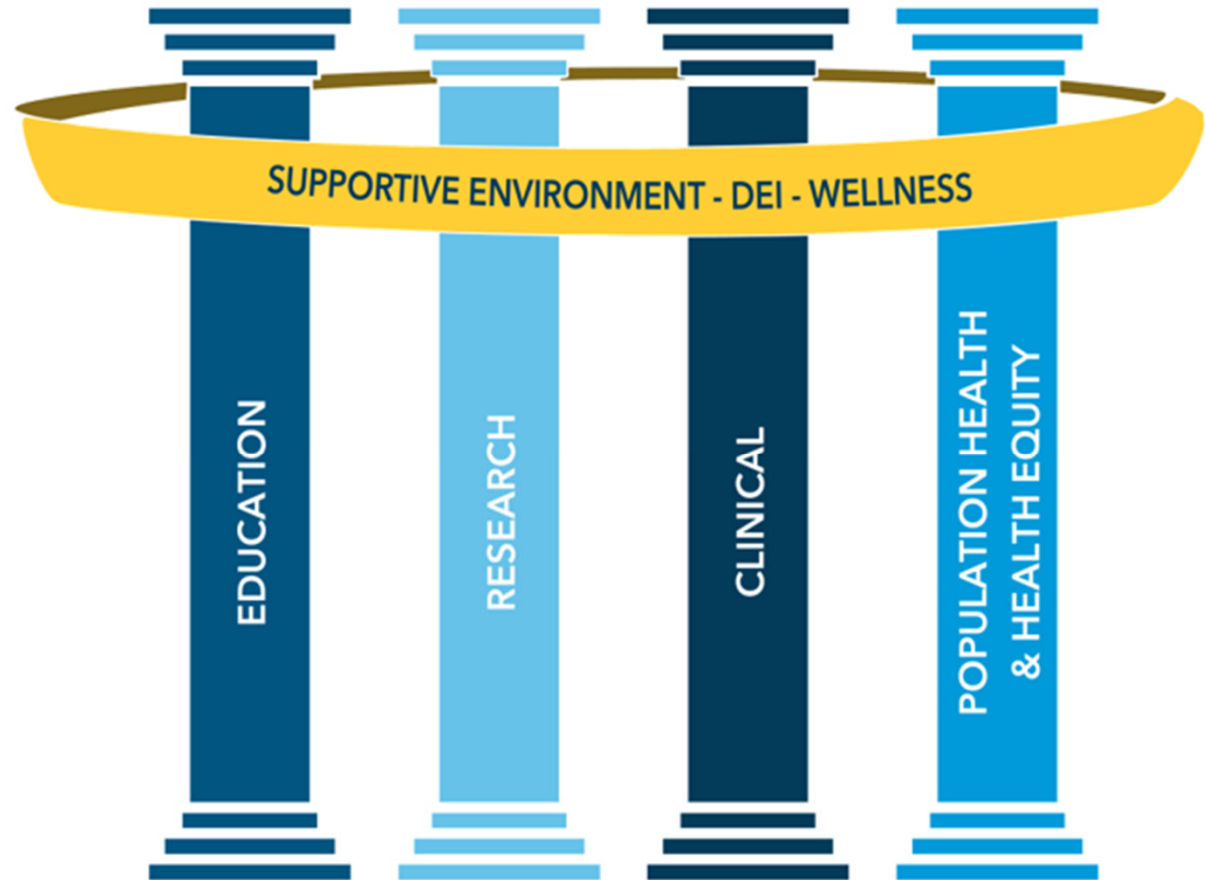 SUPPORTIVE ENVIRONMENT - DEI - WELLNESS
EDUCATION
RESEARCH
CLINICAL
POPULATION HEALTH
& HEALTH EQUITY